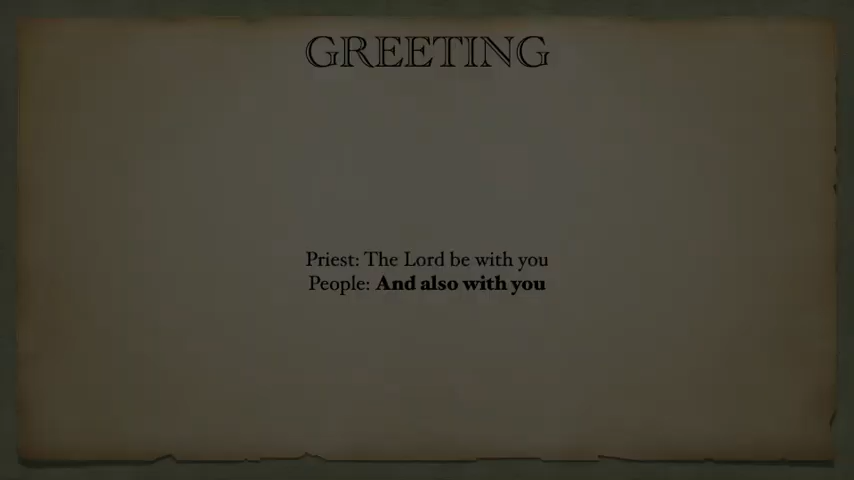 GREETING
Priest: The Lord be with you
People: And also with you